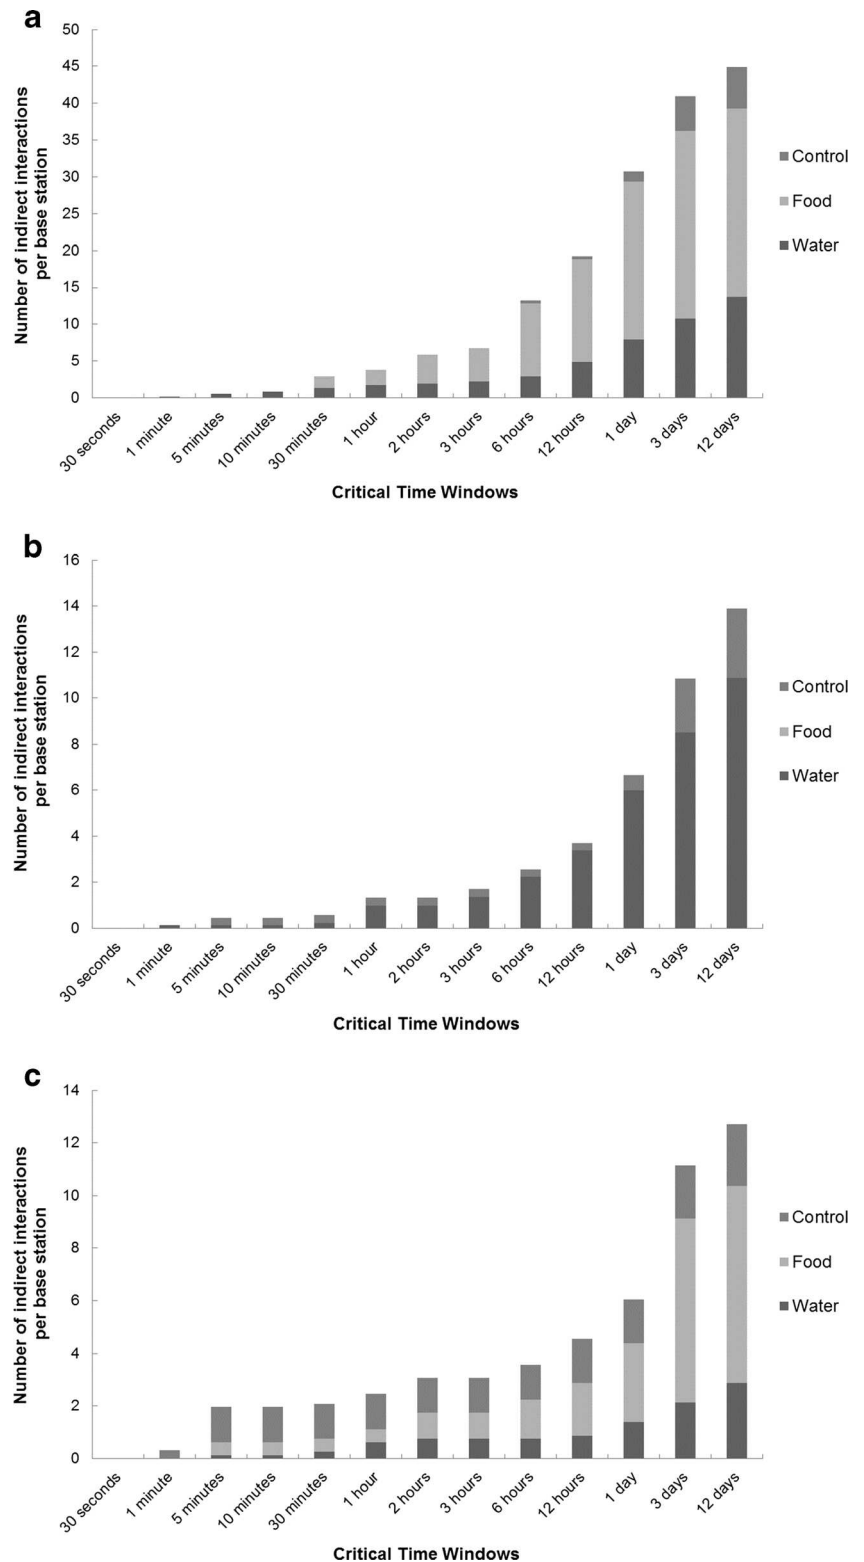 a
50
45
40
35
30
25
20
15
10
5
0
Number of indirect interactions
per base station
Control
Food
Water
30 seconds
1 minute
5 minutes
10 minutes
30 minutes
1 hour
2 hours
3 hours
6 hours
12 hours
1 day
3 days
12 days
Critical Time Windows
b
16
14
12
10
8
6
4
2
0
Number of indirect interactions
per base station
Control
Food
Water
30 seconds
1 minute
5 minutes
10 minutes
30 minutes
1 hour
2 hours
3 hours
6 hours
12 hours
1 day
3 days
12 days
Critical Time Windows
c
14
12
10
8
6
4
2
0
Number of indirect interactions
per base station
Control
Food
Water
30 seconds
1 minute
5 minutes
10 minutes
30 minutes
1 hour
2 hours
3 hours
6 hours
12 hours
1 day
3 days
12 days
Critical Time Windows